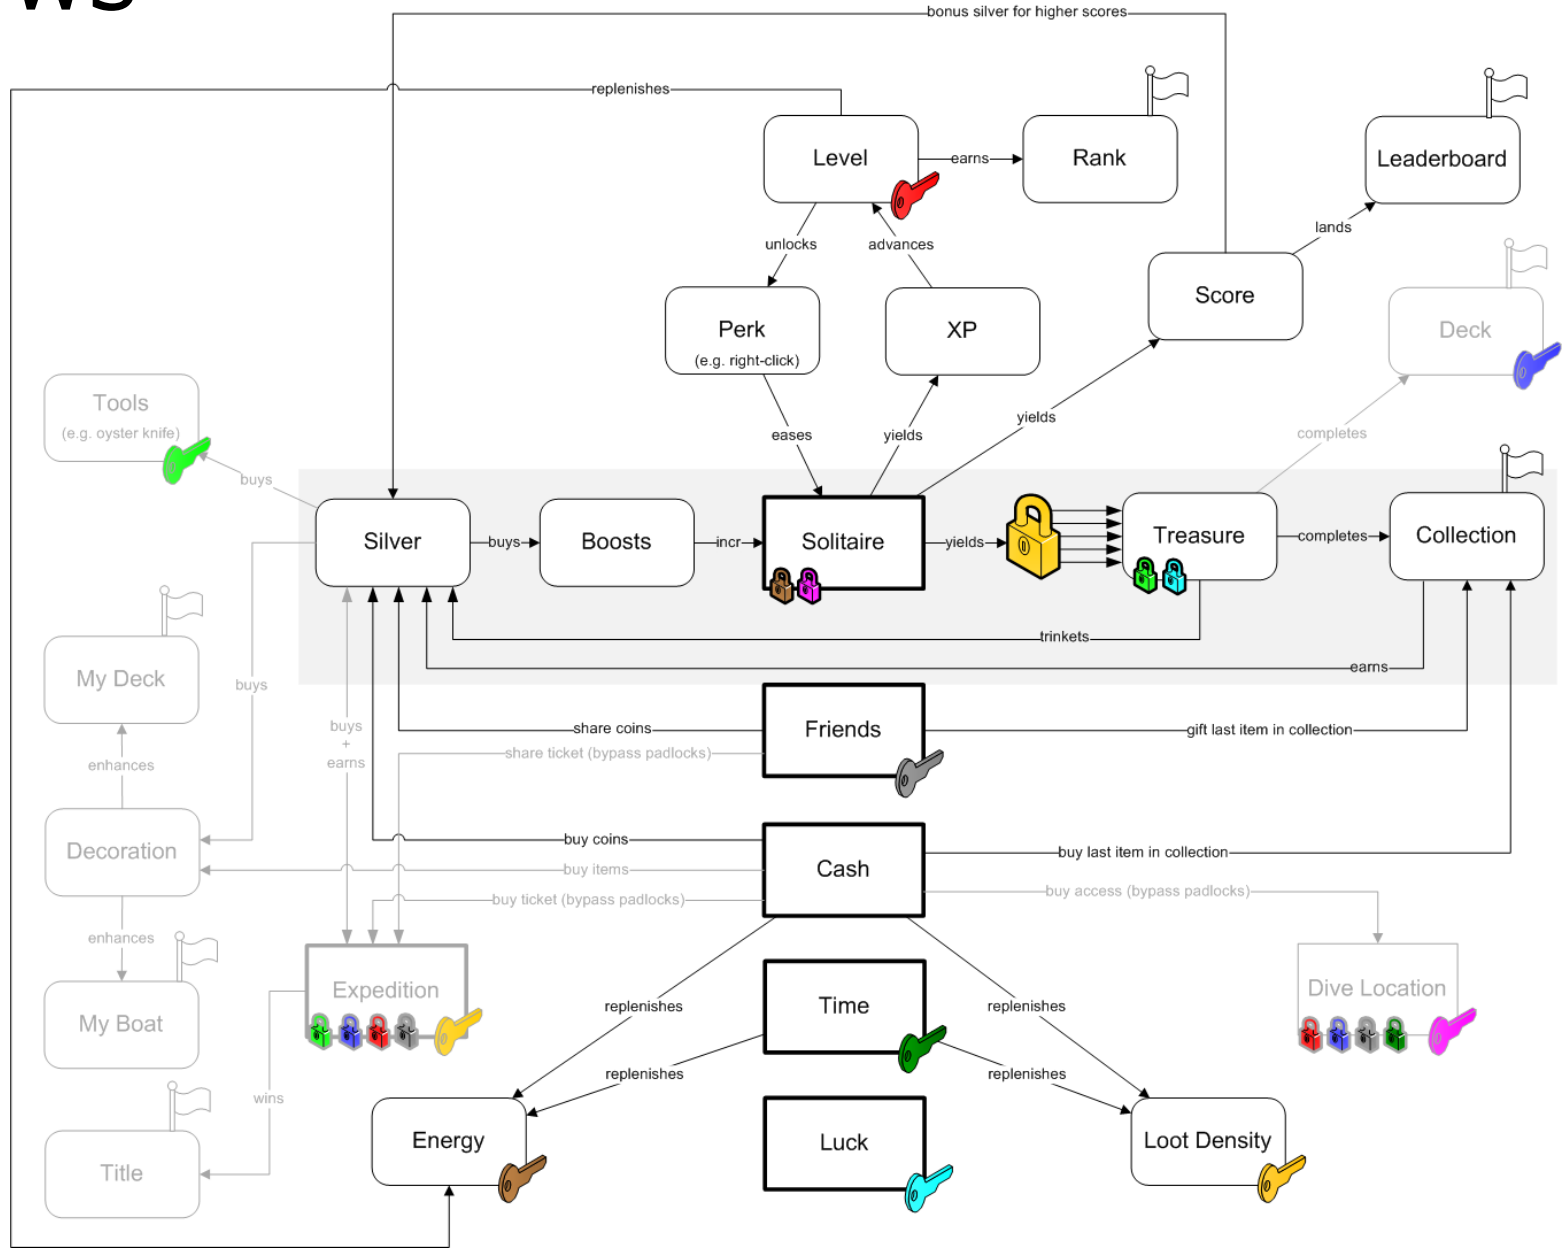 ws
bonus silver for higher scores
replenishes
Level
earns
Rank
Leaderboard
unlocks
advances
lands
Score
Perk
(e.g. right-click)
XP
Deck
Tools
(e.g. oyster knife)
eases
yields
yields
completes
buys
Silver
buys
Boosts
incr
Solitaire
yields
Treasure
completes
Collection
trinkets
earns
My Deck
buys
buys
+
earns
share coins
Friends
gift last item in collection
share ticket (bypass padlocks)
enhances
Decoration
buy coins
Cash
buy last item in collection
buy items
buy access (bypass padlocks)
buy ticket (bypass padlocks)
enhances
Expedition
Dive Location
My Boat
replenishes
Time
replenishes
replenishes
replenishes
wins
Title
Energy
Luck
Loot Density